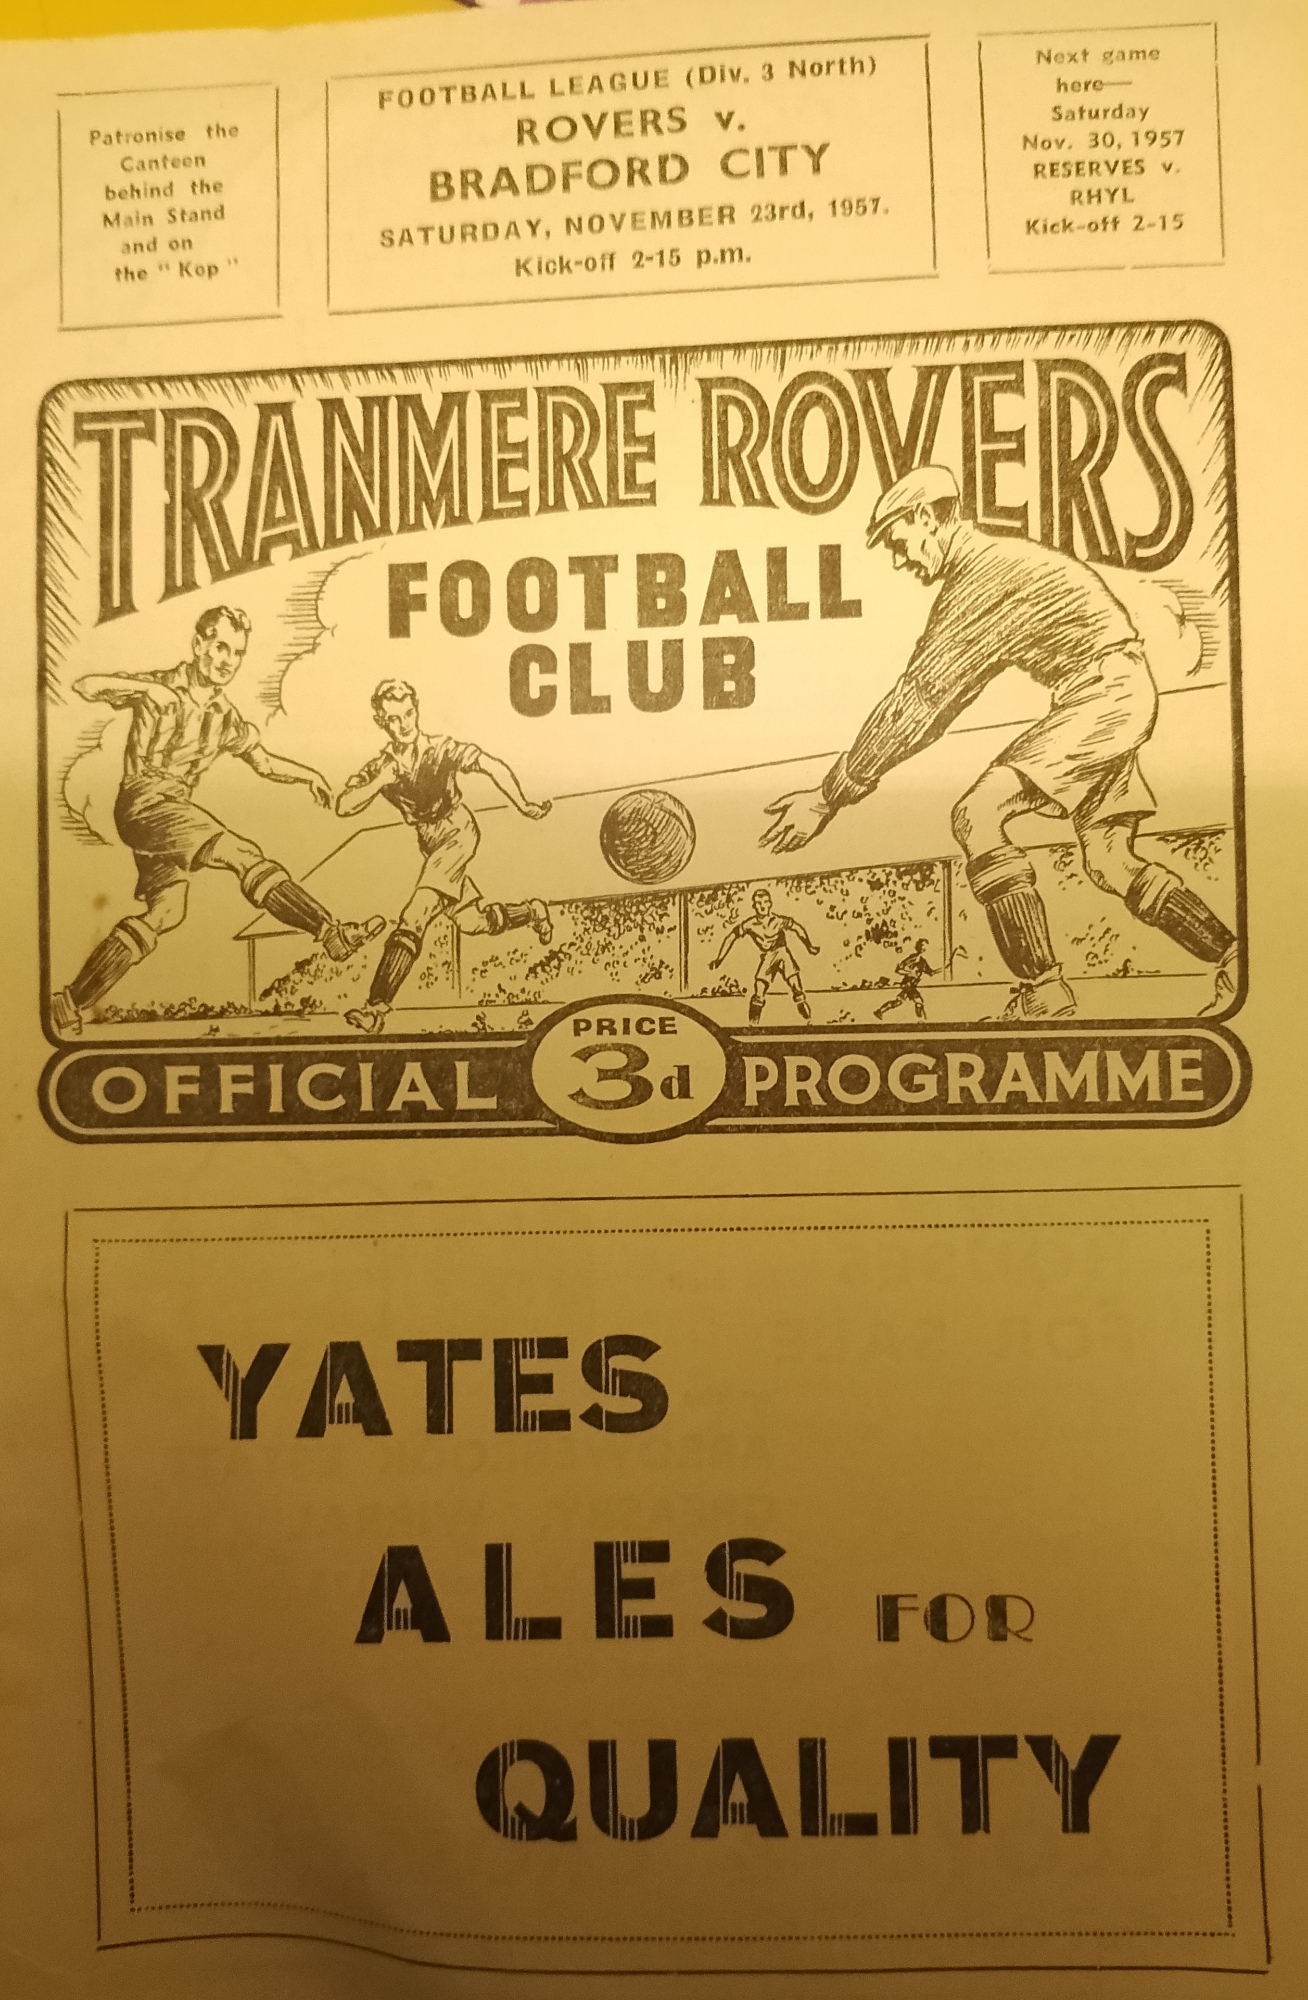 Patronise the
Canteen
behind the
Main Stand
and on
the "Kop"
FOOTBALL LEAGUE (Div. 3 North)
ROVERS v.
BRADFORD CITY
SATURDAY, NOVEMBER 23rd, 1957.
Kick-off 2-15 p.m.
Next game
here—
Saturday
Nov. 30, 1957
RESERVES v.
RHYL
Kick-off 2-15
TRANMERE ROVERS
FOOTBALL
CLUB
PRICE
OFFICIAL 3d PROGRAMME
YATES
ALES FOR
QUALITY